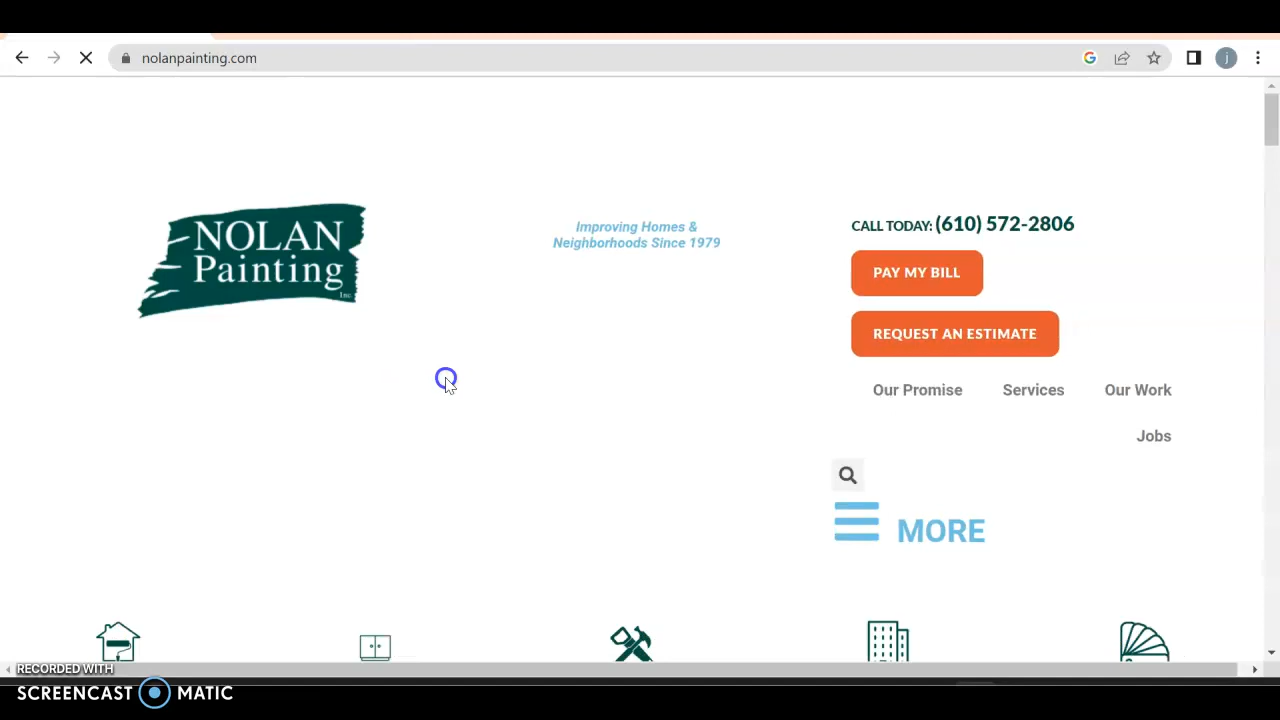 nolanpainting.com
j
NOLAN
Painting
Inc.
Improving Homes &
Neighborhoods Since 1979
CALL TODAY: (610) 572-2806
PAY MY BILL
REQUEST AN ESTIMATE
Our Promise Services Our Work
Jobs
MORE
RECORDED WITH
SCREENCAST MATIC